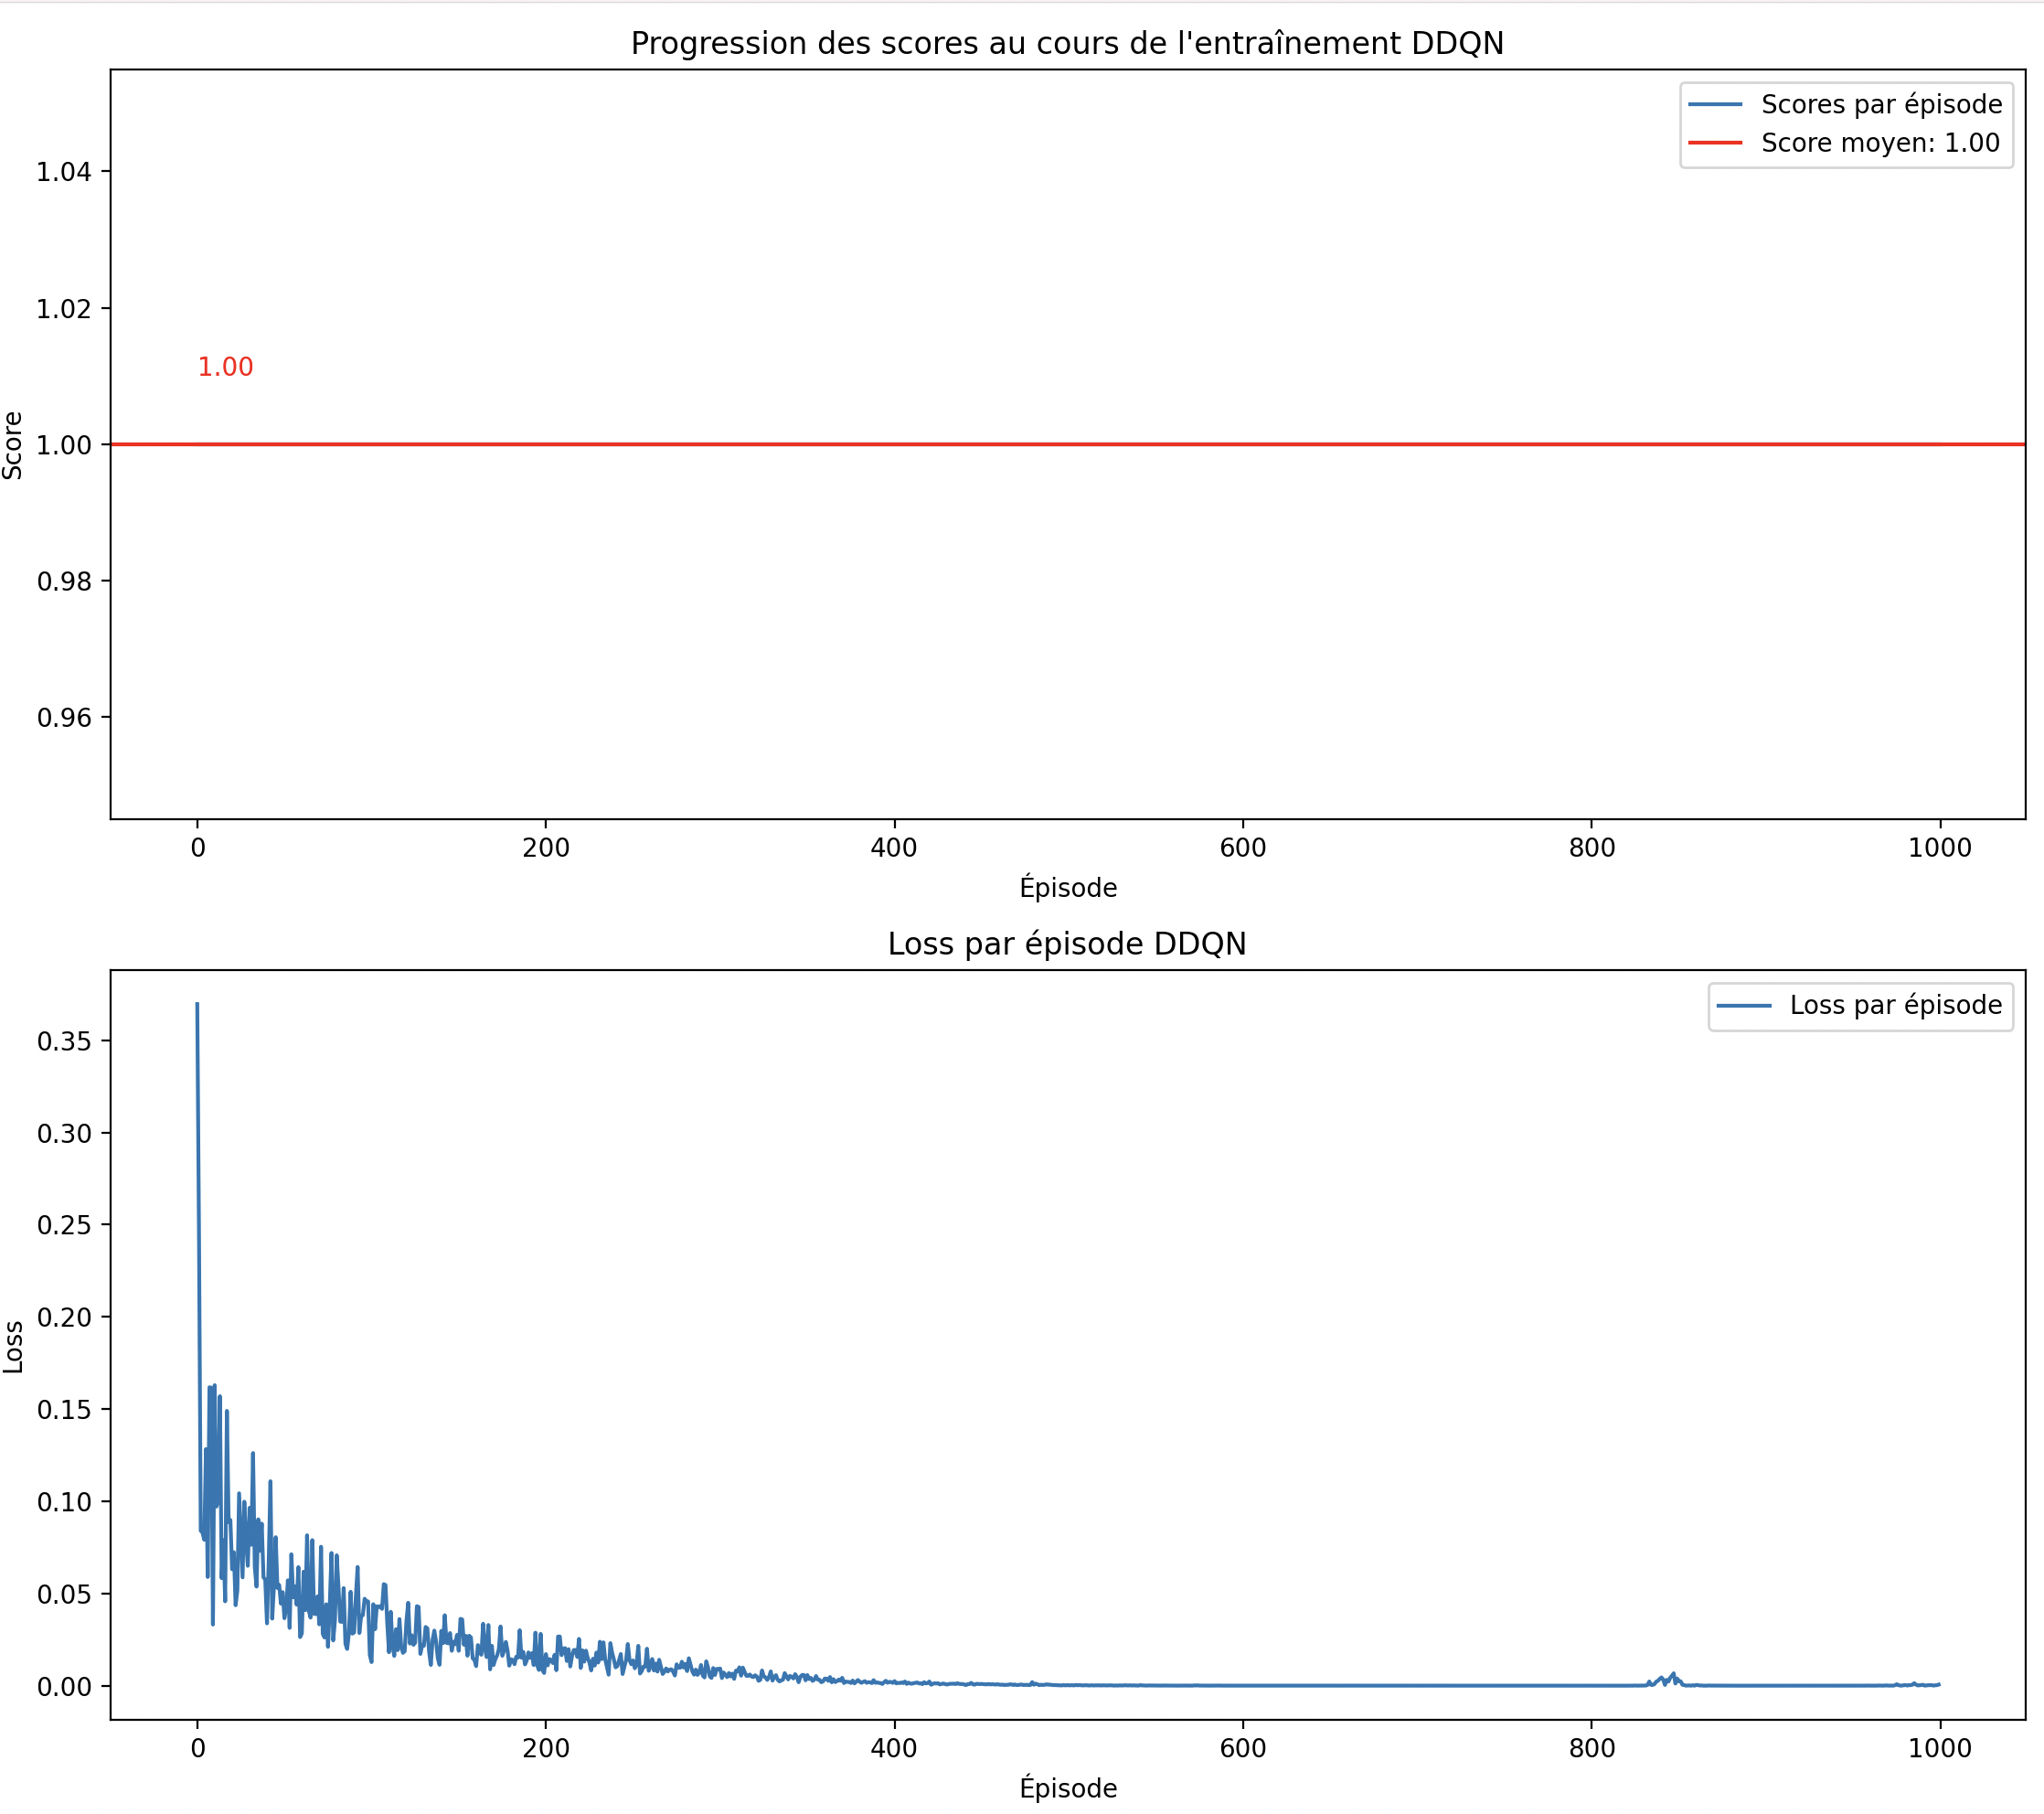 Progression des scores au cours de l'entraînement DDQN
Scores par épisode
Score moyen: 1.00
1.04
1.02
1.00
1.00
0.98
0.96
Score
0
200
400
600
800
1000
Épisode
Loss par épisode DDQN
Loss par épisode
0.35
0.30
0.25
0.20
0.15
0.10
0.05
0.00
Loss
0
200
400
600
800
1000
Épisode